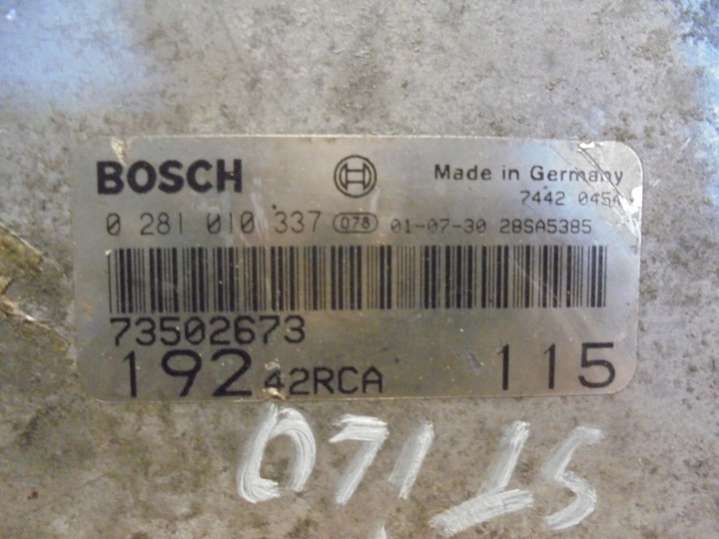 BOSCH
Made in Germany
7442 045A
0 281 010 337 078 01-07-30 28SA5385
73502673
192 42RCA 115